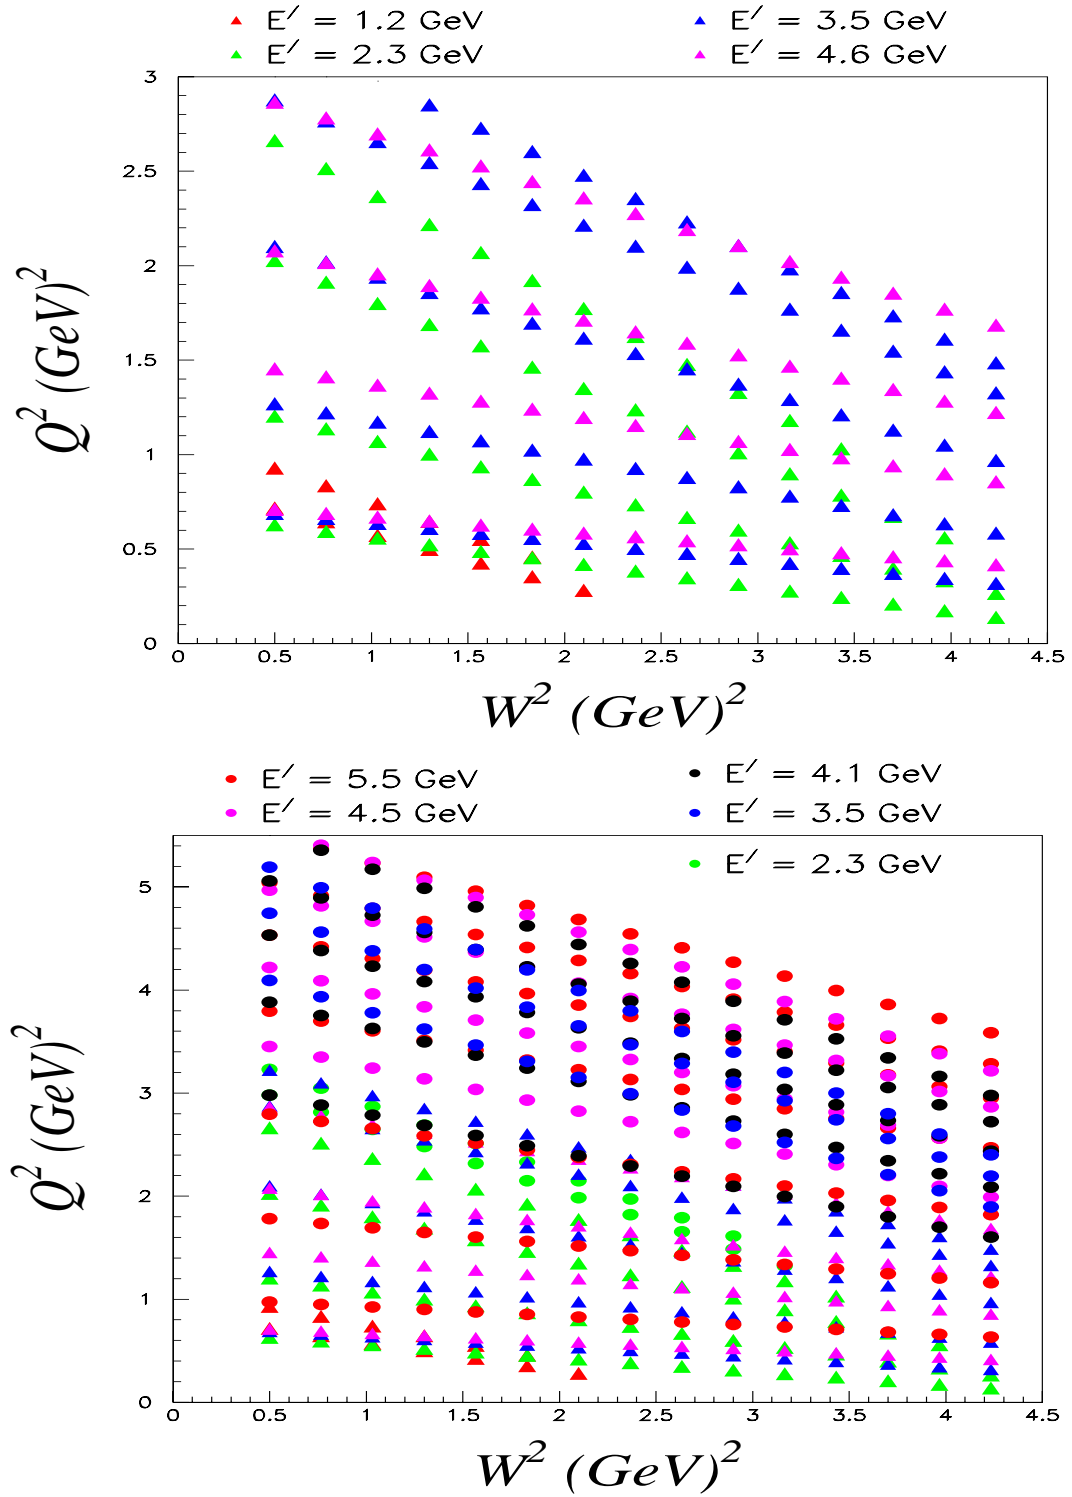 E′ = 1.2 GeV E′ = 3.5 GeV
E′ = 2.3 GeV E′ = 4.6 GeV
3
2.5
2
1.5
1
0.5
0
0 0.5 1 1.5 2 2.5 3 3.5 4 4.5
Q² (GeV)²
W² (GeV)²
E′ = 5.5 GeV E′ = 4.1 GeV
E′ = 4.5 GeV E′ = 3.5 GeV
E′ = 2.3 GeV
5
4
3
2
1
0
0 0.5 1 1.5 2 2.5 3 3.5 4 4.5
Q² (GeV)²
W² (GeV)²